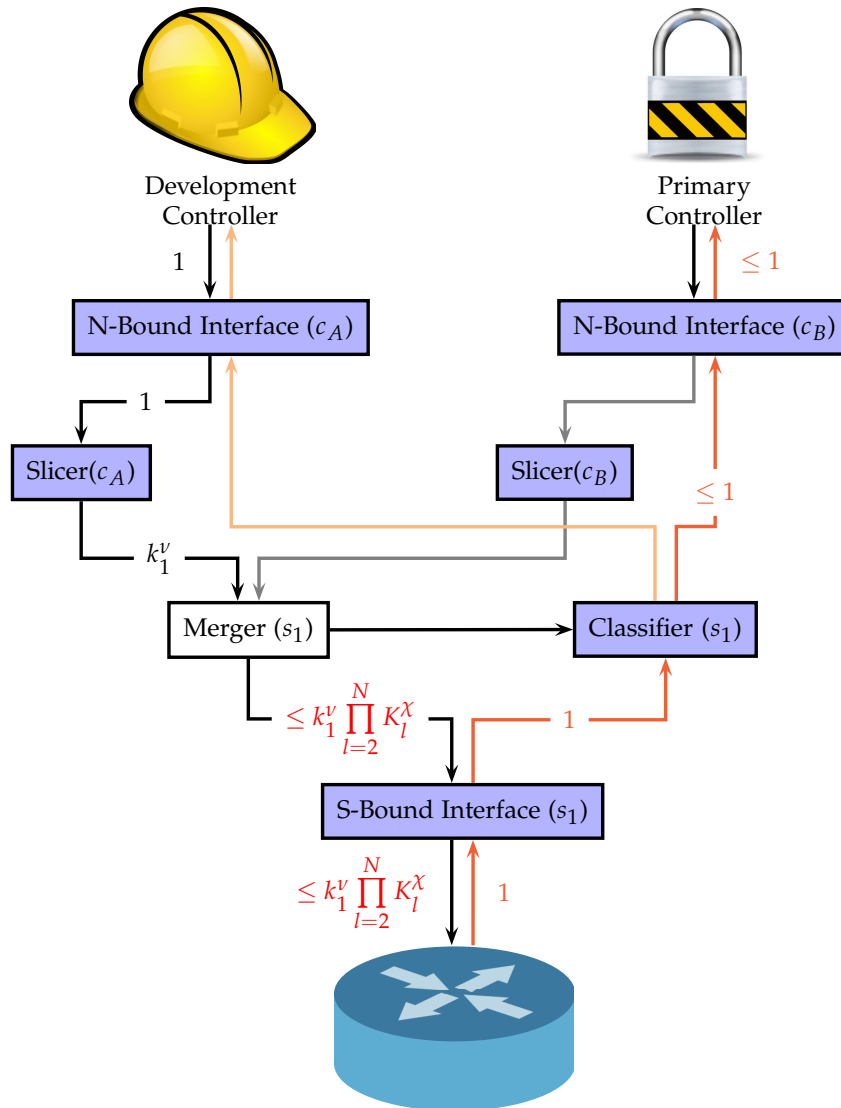 Development
Controller
Primary
Controller
1
≤ 1
N-Bound Interface (c_A)
N-Bound Interface (c_B)
1
Slicer(c_A)
Slicer(c_B)
≤ 1
k_1^ν
Merger (s_1)
Classifier (s_1)
≤ k_1^ν ∏_{l=2}^{N} K_l^χ
1
S-Bound Interface (s_1)
≤ k_1^ν ∏_{l=2}^{N} K_l^χ
1